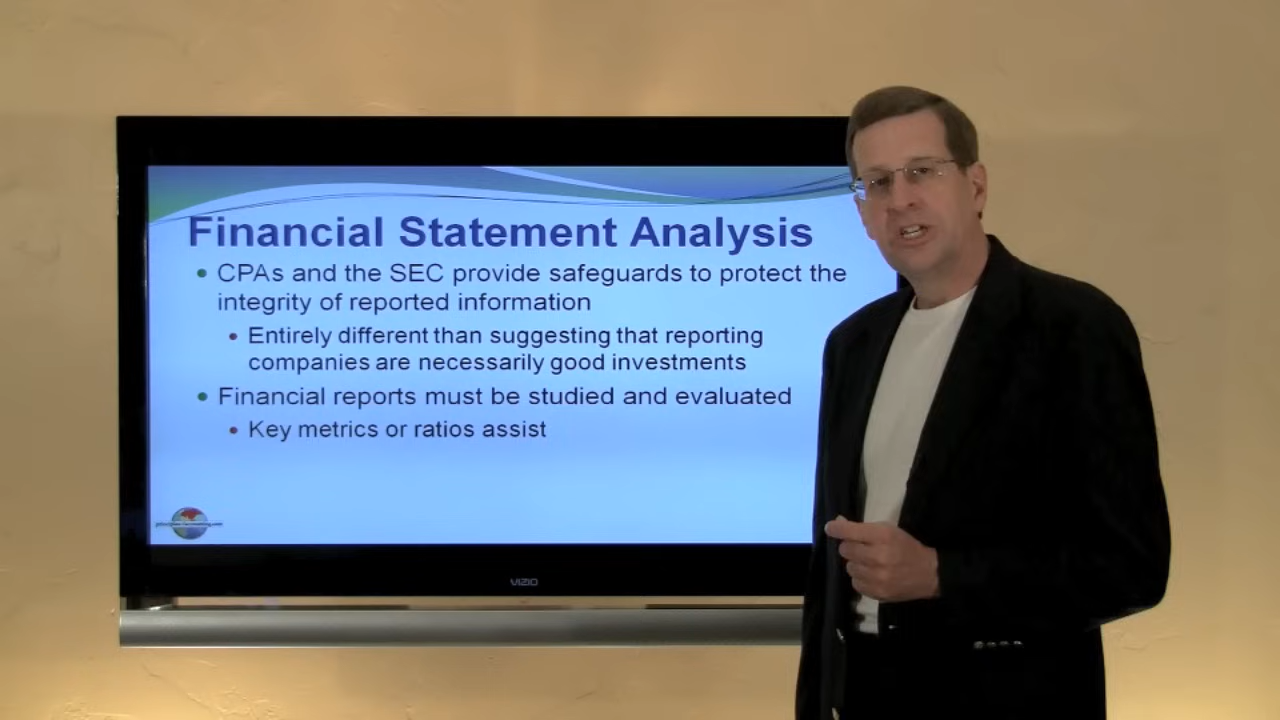 Financial Statement Analysis
• CPAs and the SEC provide safeguards to protect the
integrity of reported information
• Entirely different than suggesting that reporting
companies are necessarily good investments
• Financial reports must be studied and evaluated
• Key metrics or ratios assist
VIZIO